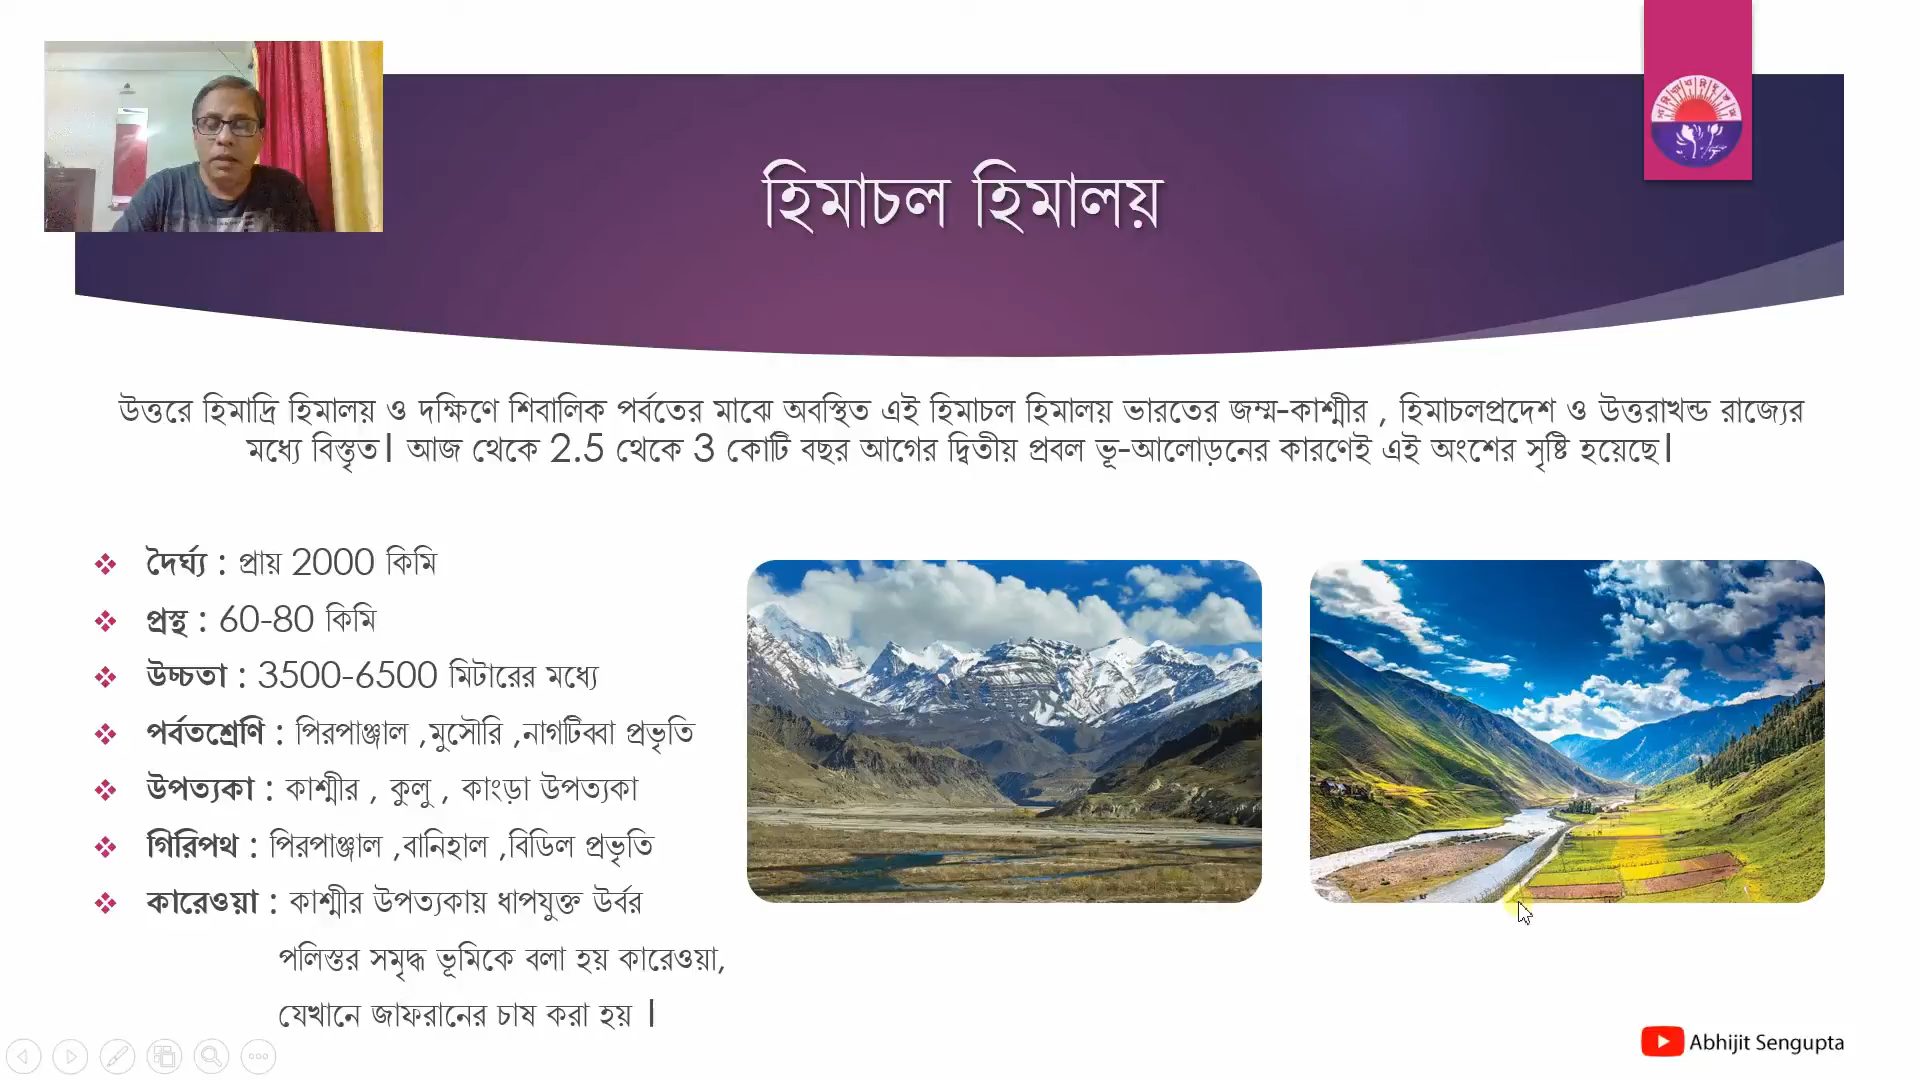 হিমাচল হিমালয়
উত্তরে হিমাদ্রি হিমালয় ও দক্ষিণে শিবালিক পর্বতের মাঝে অবস্থিত এই হিমাচল হিমালয় ভারতের জম্ম-কাশ্মীর , হিমাচলপ্রদেশ ও উত্তরাখন্ড রাজ্যের
মধ্যে বিস্তৃত| আজ থেকে 2.5 থেকে 3 কোটি বছর আগের দ্বিতীয় প্রবল ভূ-আলোড়নের কারণেই এই অংশের সৃষ্টি হয়েছে|
❖ দৈর্ঘ্য : প্রায় 2000 কিমি
❖ প্রস্থ : 60-80 কিমি
❖ উচ্চতা : 3500-6500 মিটারের মধ্যে
❖ পর্বতশ্রেণি : পিরপাঞ্জাল ,মুসৌরি ,নাগটিব্বা প্রভৃতি
❖ উপত্যকা : কাশ্মীর , কুলু , কাংড়া উপত্যকা
❖ গিরিপথ : পিরপাঞ্জাল ,বানিহাল ,বিডিল প্রভৃতি
❖ কারেওয়া : কাশ্মীর উপত্যকায় ধাপযুক্ত উর্বর
পলিস্তর সমৃদ্ধ ভূমিকে বলা হয় কারেওয়া,
যেখানে জাফরানের চাষ করা হয় |
Abhijit Sengupta